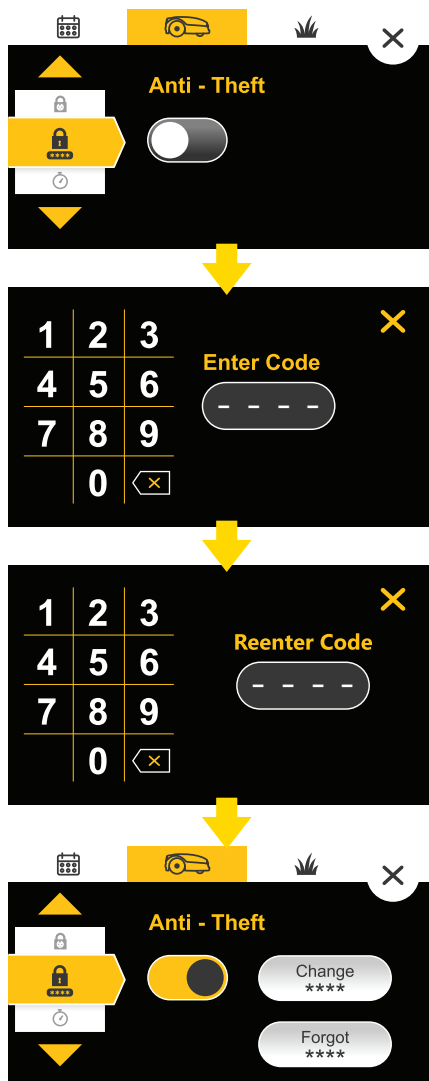 Anti - Theft
****
1 2 3
Enter Code
4 5 6
- - - -
7 8 9
0
1 2 3
Reenter Code
4 5 6
- - - -
7 8 9
0
Anti - Theft
****
Change
****
Forgot
****